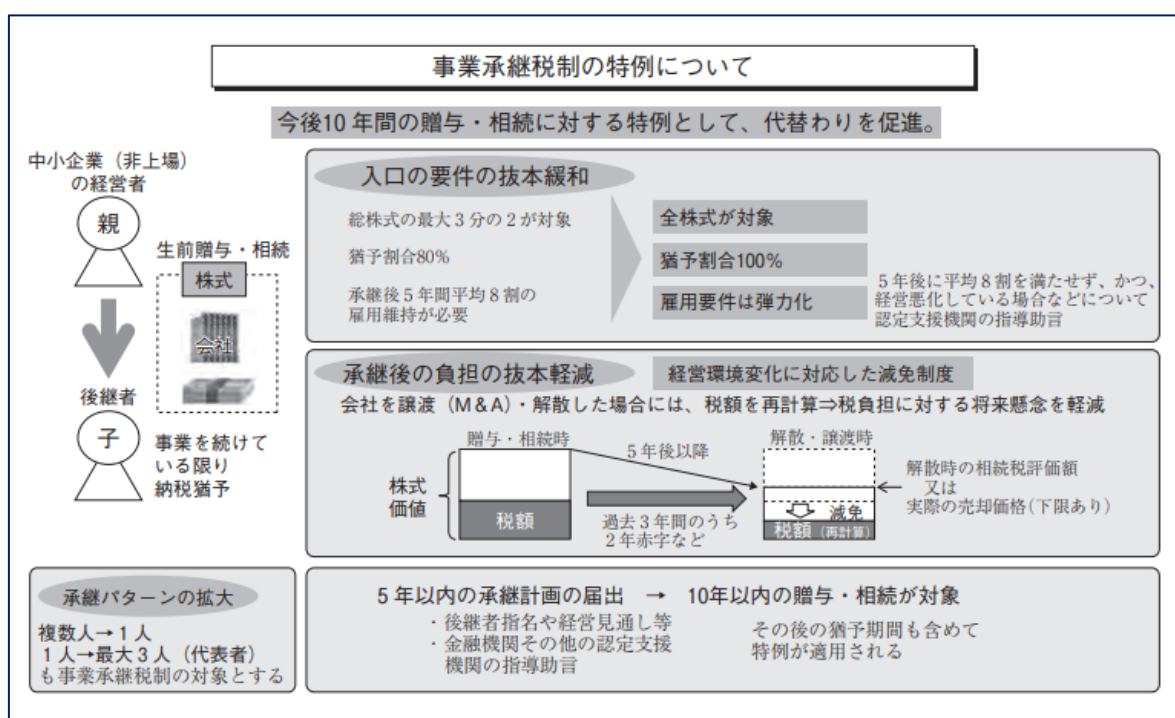 事業承継税制の特例について
今後10年間の贈与・相続に対する特例として、代替わりを促進。
中小企業（非上場）
の経営者
親
生前贈与・相続
株式
会社
後継者
子
事業を続けて
いる限り
納税猶予
入口の要件の抜本緩和
総株式の最大３分の２が対象
猶予割合80%
承継後５年間平均８割の
雇用維持が必要
全株式が対象
猶予割合100%
雇用要件は弾力化
５年後に平均８割を満たせず、かつ、
経営悪化している場合などについて
認定支援機関の指導助言
承継後の負担の抜本軽減
経営環境変化に対応した減免制度
会社を譲渡（M＆A）・解散した場合には、税額を再計算⇒税負担に対する将来懸念を軽減
贈与・相続時
５年後以降
解散・譲渡時
株式
価値
税額
過去３年間のうち
２年赤字など
減免
税額（再計算）
解散時の相続税評価額
又は
実際の売却価格（下限あり）
承継パターンの拡大
複数人→１人
１人→最大３人（代表者）
も事業承継税制の対象とする
５年以内の承継計画の届出　→　10年以内の贈与・相続が対象
・後継者指名や経営見通し等
・金融機関その他の認定支援
機関の指導助言
その後の猶予期間も含めて
特例が適用される